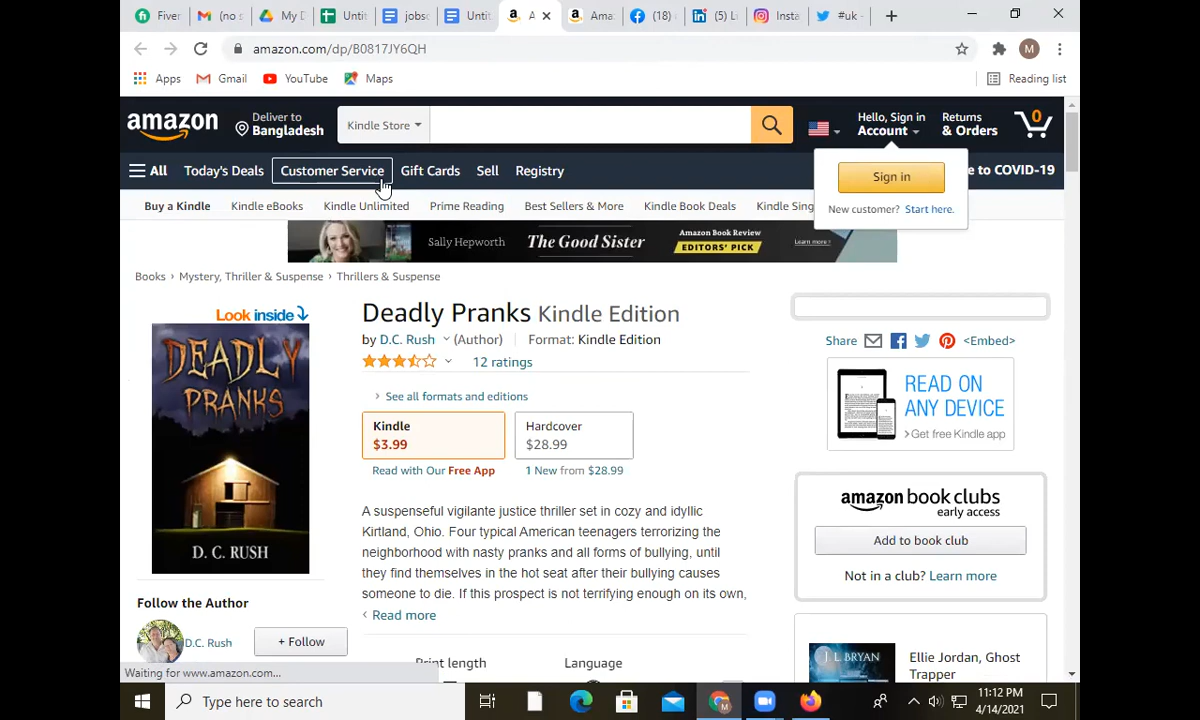 Fiver
(no s
My D
Untit
jobsc
Untit
A
Ama
(18)
(5) Li
Insta
#uk -
amazon.com/dp/B0817JY6QH
M
Apps
Gmail
YouTube
Maps
Reading list
amazon
Deliver to
Bangladesh
Kindle Store
Hello, Sign in
Account
Returns
& Orders
0
All
Today's Deals
Customer Service
Gift Cards
Sell
Registry
e to COVID-19
Sign in
New customer? Start here.
Buy a Kindle
Kindle eBooks
Kindle Unlimited
Prime Reading
Best Sellers & More
Kindle Book Deals
Kindle Sing
Sally Hepworth
The Good Sister
Amazon Book Review
EDITORS' PICK
Learn more
Books › Mystery, Thriller & Suspense › Thrillers & Suspense
Look inside
DEADLY
PRANKS
D. C. RUSH
Deadly Pranks Kindle Edition
by D.C. Rush (Author) Format: Kindle Edition
12 ratings
› See all formats and editions
Kindle
$3.99
Hardcover
$28.99
Read with Our Free App
1 New from $28.99
A suspenseful vigilante justice thriller set in cozy and idyllic
Kirtland, Ohio. Four typical American teenagers terrorizing the
neighborhood with nasty pranks and all forms of bullying, until
they find themselves in the hot seat after their bullying causes
someone to die. If this prospect is not terrifying enough on its own,
Read more
Print length
Language
Share
<Embed>
READ ON
ANY DEVICE
› Get free Kindle app
amazon book clubs
early access
Add to book club
Not in a club? Learn more
J. L. BRYAN
Ellie Jordan, Ghost
Trapper
Follow the Author
D.C. Rush
+ Follow
Waiting for www.amazon.com...
Type here to search
11:12 PM
4/14/2021